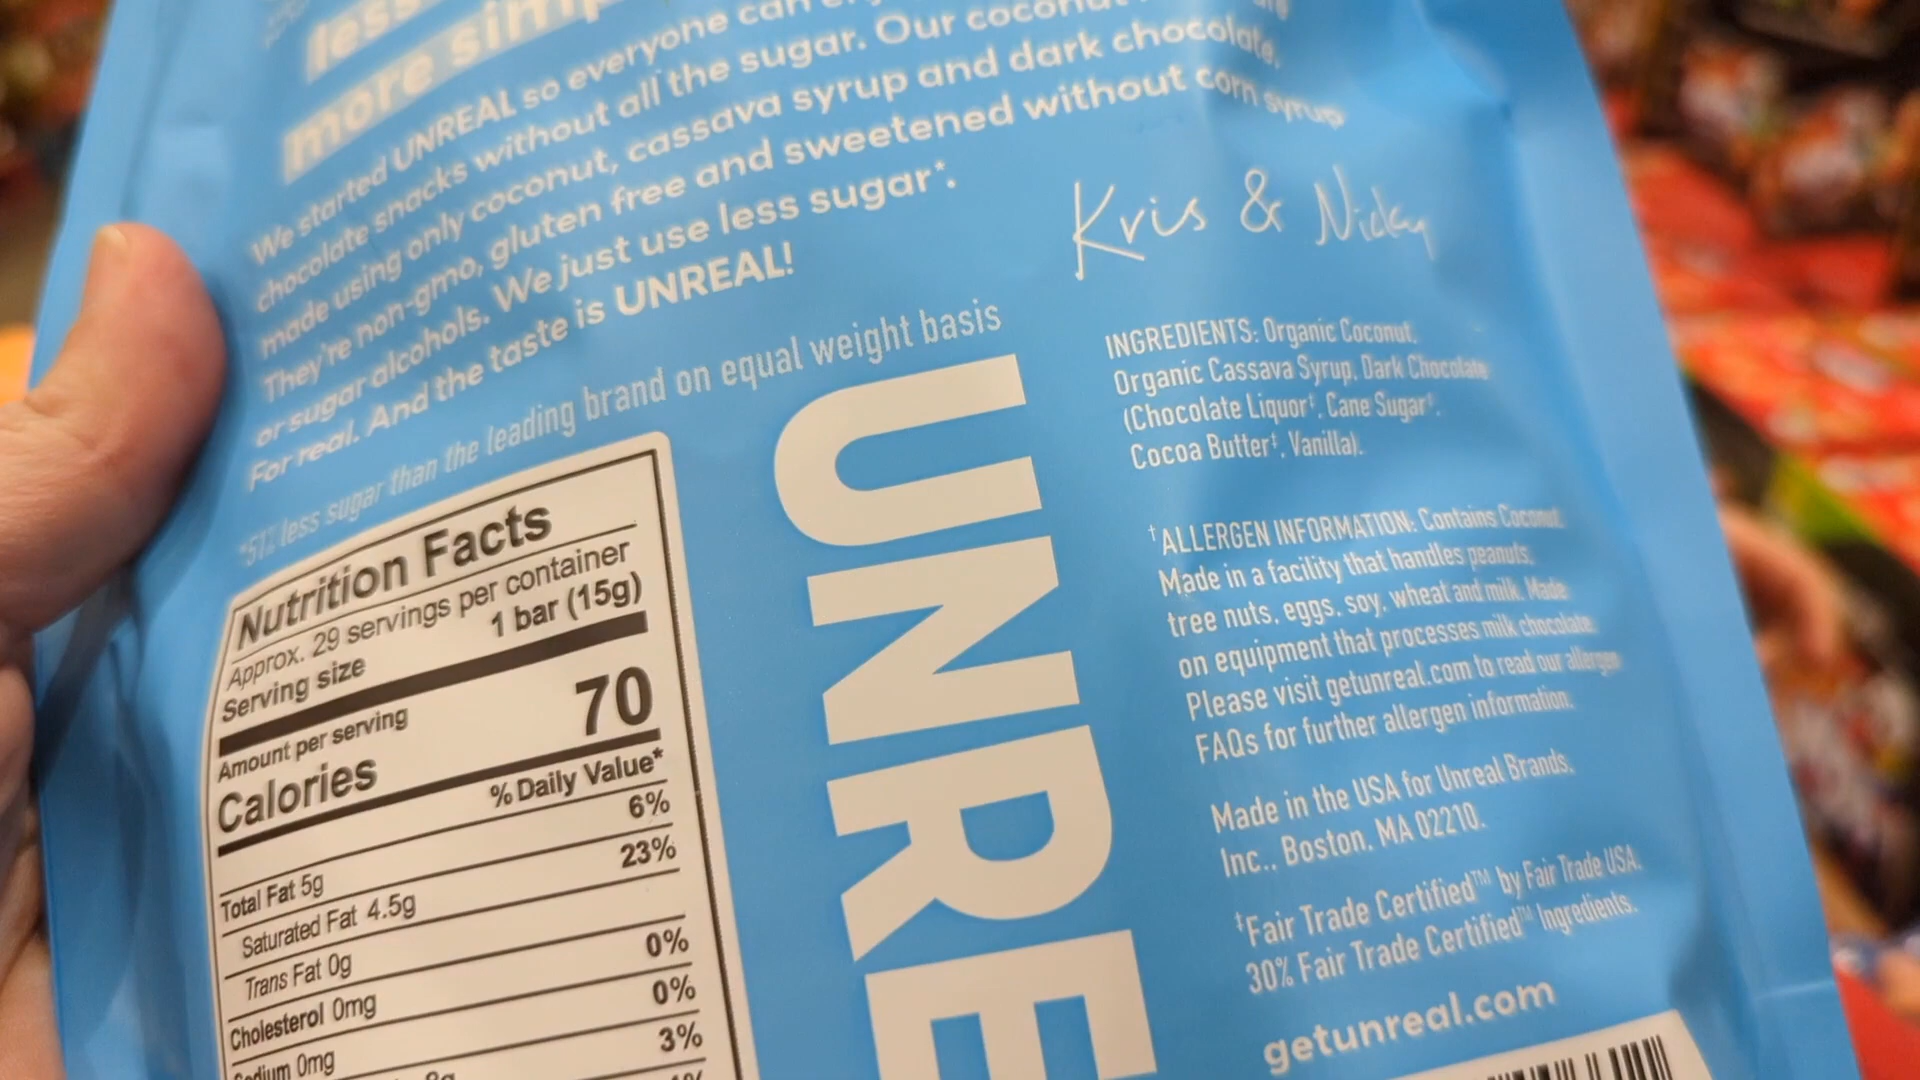 less
more simp
We started UNREAL so everyone can
chocolate snacks without all the sugar. Our coconut
made using only coconut, cassava syrup and dark chocolate.
They're non-gmo, gluten free and sweetened without corn syrup
or sugar alcohols. We just use less sugar*.
For real. And the taste is UNREAL!
*51% less sugar than the leading brand on equal weight basis
Kris & Nicky
Nutrition Facts
Approx. 29 servings per container
Serving size 1 bar (15g)
Amount per serving
Calories 70
% Daily Value*
Total Fat 5g 6%
Saturated Fat 4.5g 23%
Trans Fat 0g
Cholesterol 0mg 0%
Sodium 0mg 0%
3%
UNRE
INGREDIENTS: Organic Coconut,
Organic Cassava Syrup, Dark Chocolate
(Chocolate Liquor‡, Cane Sugar‡,
Cocoa Butter‡, Vanilla).
†ALLERGEN INFORMATION: Contains Coconut.
Made in a facility that handles peanuts,
tree nuts, eggs, soy, wheat and milk. Made
on equipment that processes milk chocolate.
Please visit getunreal.com to read our allergen
FAQs for further allergen information.
Made in the USA for Unreal Brands,
Inc., Boston, MA 02210.
‡Fair Trade Certified™ by Fair Trade USA.
30% Fair Trade Certified™ Ingredients.
getunreal.com